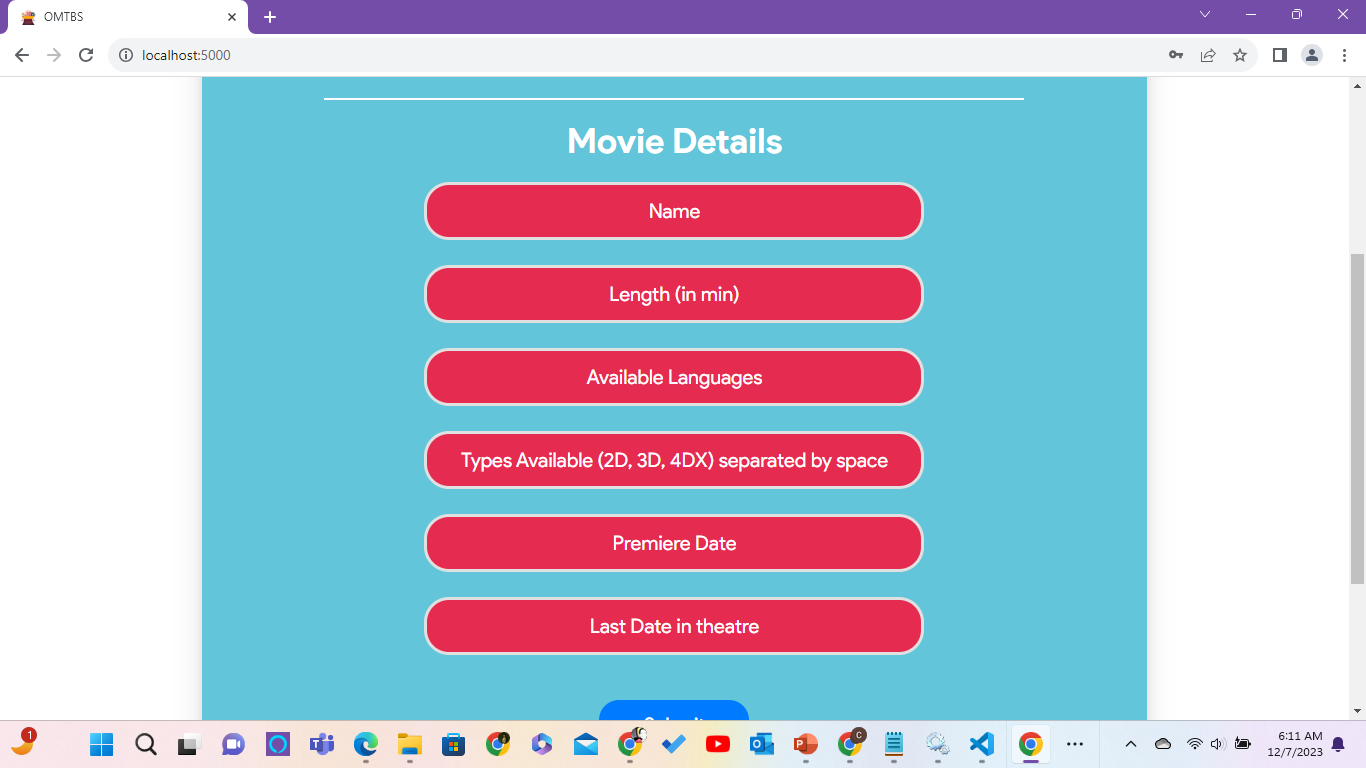 OMTBS
localhost:5000
Movie Details
Name
Length (in min)
Available Languages
Types Available (2D, 3D, 4DX) separated by space
Premiere Date
Last Date in theatre
1
C
6:11 AM
12/7/2023